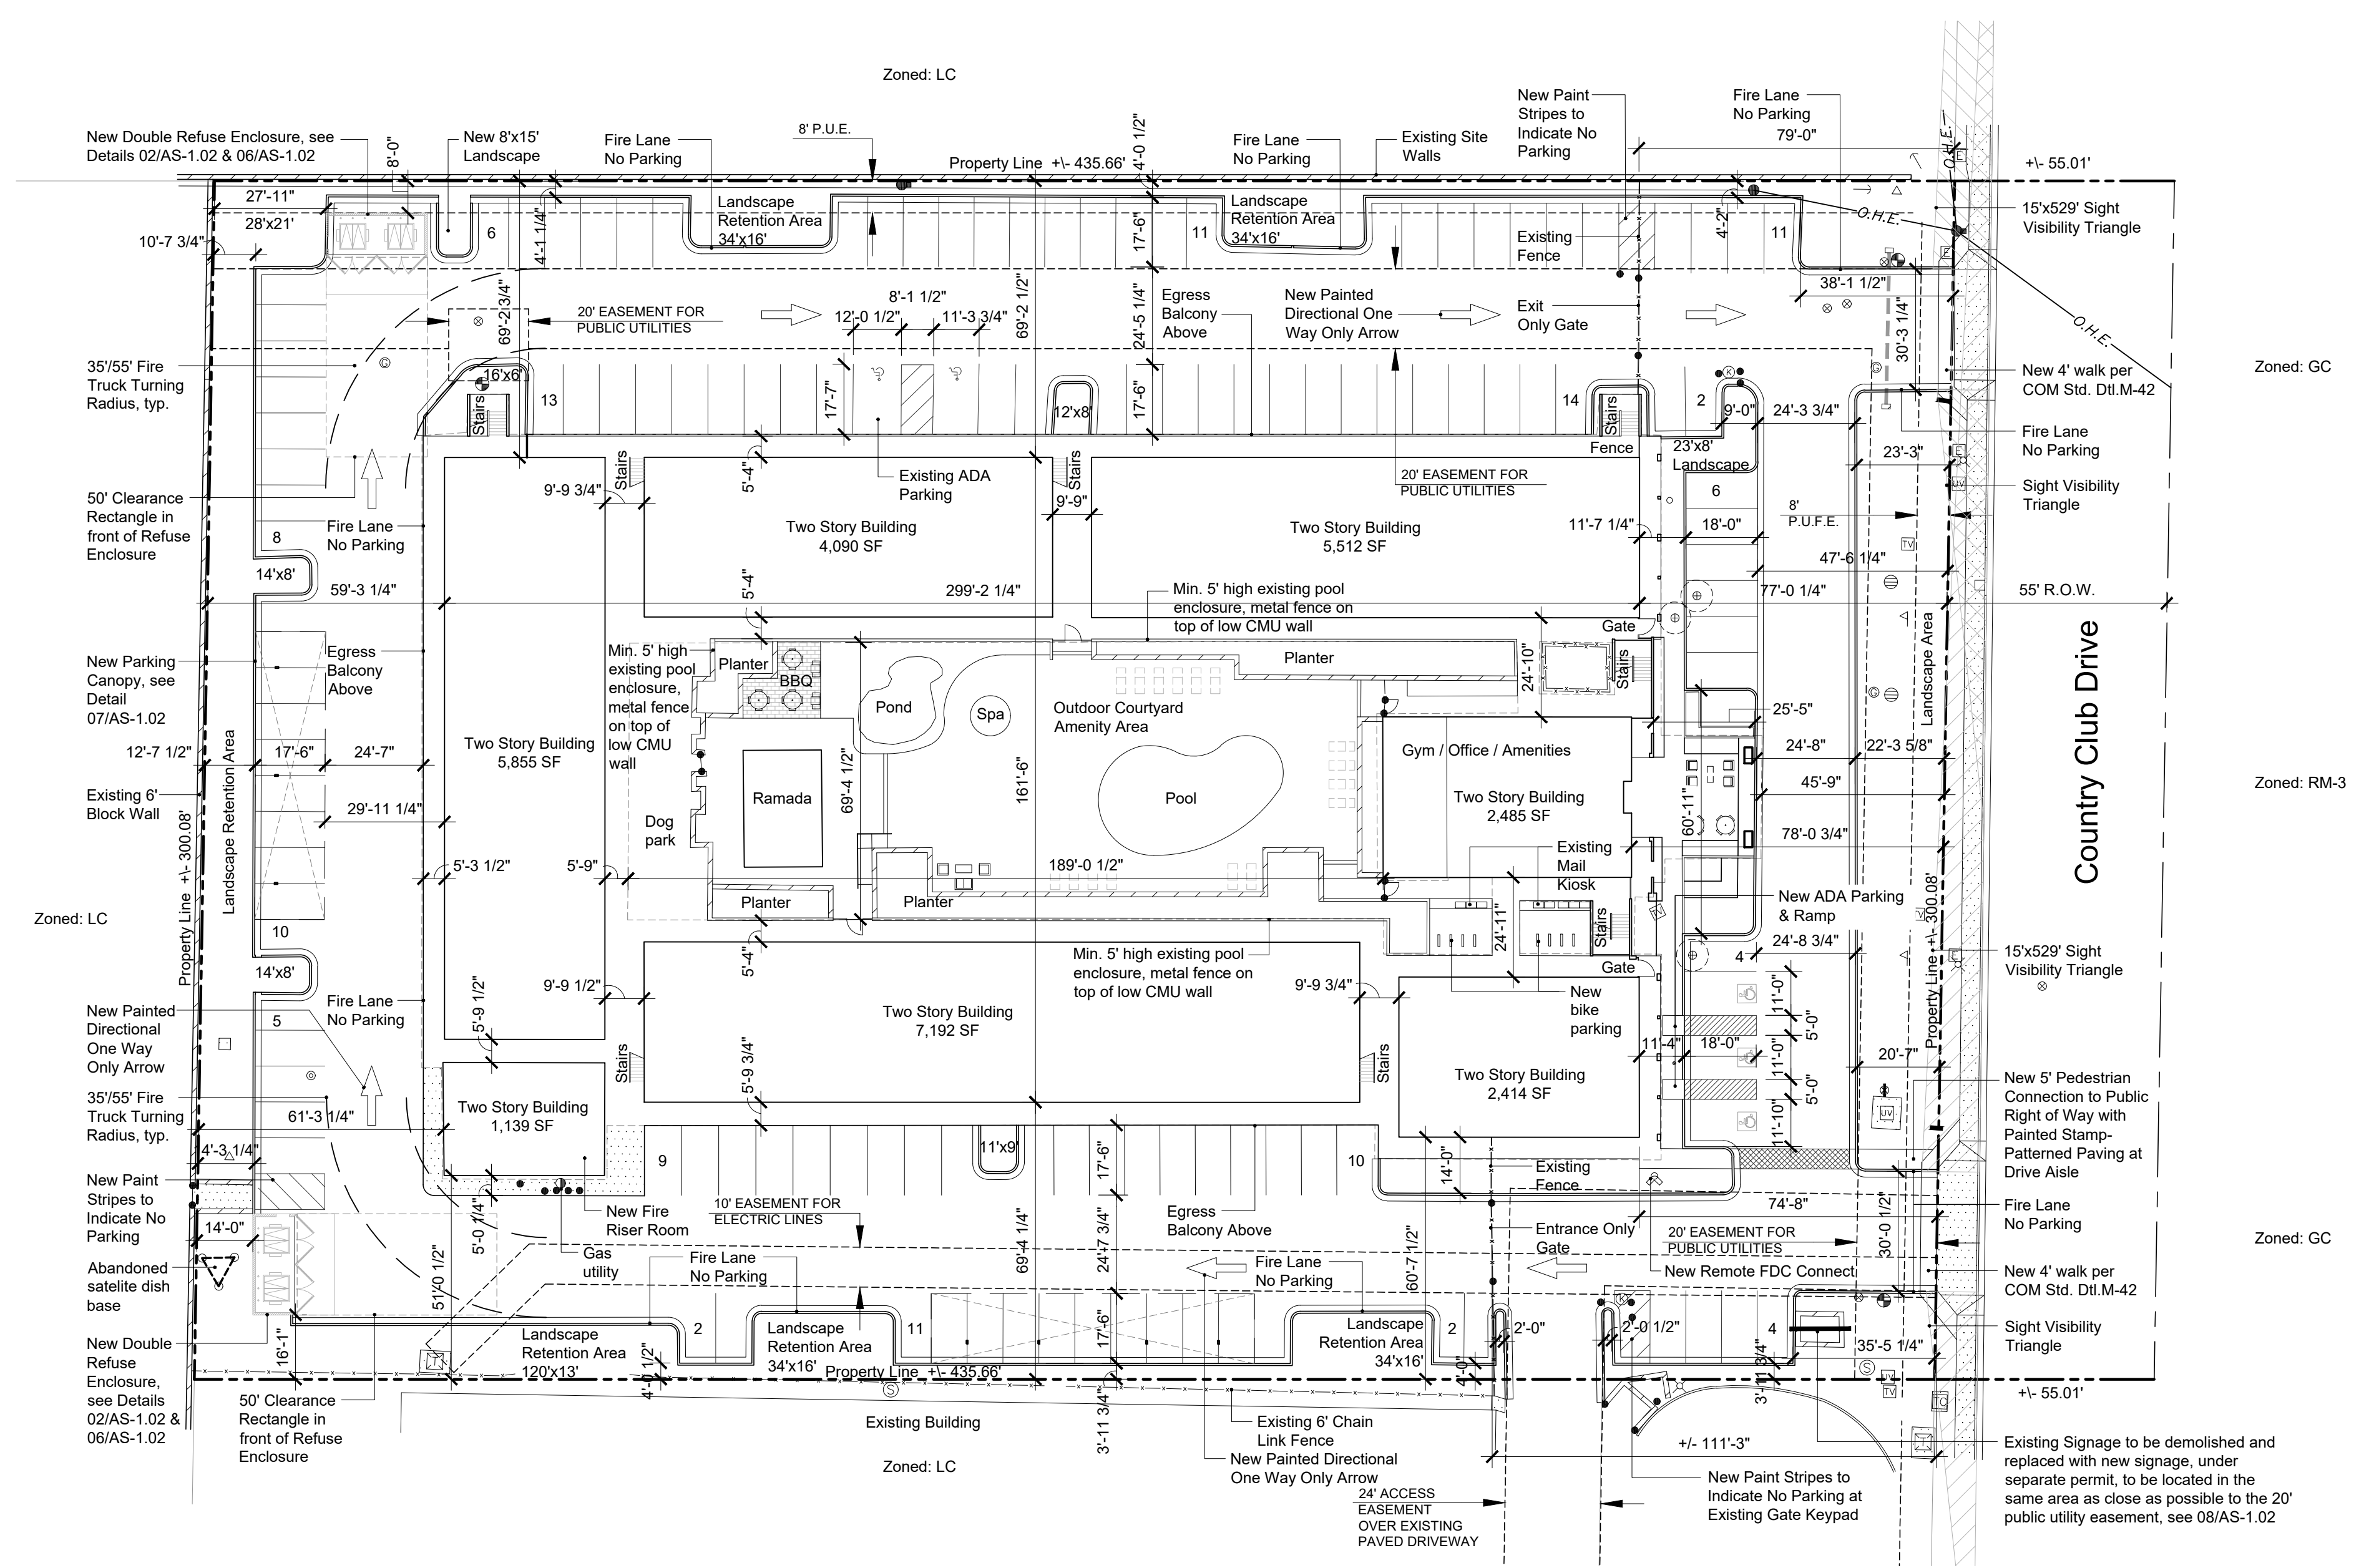 Zoned: LC
New Double Refuse Enclosure, see
Details 02/AS-1.02 & 06/AS-1.02
8'-0"
New 8'x15'
Landscape
Fire Lane
No Parking
8' P.U.E.
Property Line +\- 435.66'
4'-0 1/2"
Fire Lane
No Parking
Existing Site
Walls
New Paint
Stripes to
Indicate No
Parking
Fire Lane
No Parking
79'-0"
O.H.E.
E
+\- 55.01'
27'-11"
28'x21'
10'-7 3/4"
6
4'-1 1/4"
Landscape
Retention Area
34'x16'
17'-6"
11
Landscape
Retention Area
34'x16'
Existing
Fence
4'-2"
11
O.H.E.
E
15'x529' Sight
Visibility Triangle
38'-1 1/2"
69'-2 3/4"
20' EASEMENT FOR
PUBLIC UTILITIES
8'-1 1/2"
12'-0 1/2"
11'-3 3/4"
69'-2 1/2"
24'-5 1/4"
Egress
Balcony
Above
New Painted
Directional One
Way Only Arrow
Exit
Only Gate
30'-3 1/4"
O.H.E.
35'/55' Fire
Truck Turning
Radius, typ.
G
16'x6'
Stairs
13
17'-7"
12'x8'
17'-6"
14
Stairs
K
2
9'-0"
24'-3 3/4"
G
New 4' walk per
COM Std. Dtl.M-42
Zoned: GC
Fire Lane
No Parking
50' Clearance
Rectangle in
front of Refuse
Enclosure
Fire Lane
No Parking
8
14'x8'
9'-9 3/4"
Stairs
5'-4"
Existing ADA
Parking
Stairs
9'-9"
20' EASEMENT FOR
PUBLIC UTILITIES
Fence
23'x8'
Landscape
6
23'-3"
E
UV
Sight Visibility
Triangle
Two Story Building
4,090 SF
Two Story Building
5,512 SF
11'-7 1/4"
18'-0"
8'
P.U.F.E.
TV
47'-6 1/4"
59'-3 1/4"
5'-4"
299'-2 1/4"
Min. 5' high existing pool
enclosure, metal fence on
top of low CMU wall
77'-0 1/4"
55' R.O.W.
Gate
New Parking
Canopy, see
Detail
07/AS-1.02
Egress
Balcony
Above
Min. 5' high
existing pool
enclosure,
metal fence
on top of
low CMU
wall
Planter
BBQ
Pond
Spa
Outdoor Courtyard
Amenity Area
Planter
24'-10"
Stairs
G
Landscape Area
Country Club Drive
25'-5"
12'-7 1/2"
17'-6"
24'-7"
Landscape Retention Area
Two Story Building
5,855 SF
Gym / Office / Amenities
24'-8"
22'-3 5/8"
Existing 6'
Block Wall
29'-11 1/4"
Ramada
69'-4 1/2"
161'-6"
Pool
Two Story Building
2,485 SF
60'-11"
45'-9"
Zoned: RM-3
Property Line +\- 300.08'
Dog
park
78'-0 3/4"
5'-3 1/2"
5'-9"
189'-0 1/2"
Existing
Mail
Kiosk
Zoned: LC
10
Planter
Planter
24'-11"
Stairs
TV
New ADA Parking
& Ramp
V
Property Line +\- 300.08'
14'x8'
5'-4"
Min. 5' high existing pool
enclosure, metal fence on
top of low CMU wall
Gate
4
24'-8 3/4"
E
15'x529' Sight
Visibility Triangle
9'-9 1/2"
9'-9 3/4"
New Painted
Directional
One Way
Only Arrow
5
Fire Lane
No Parking
5'-9 1/2"
Two Story Building
7,192 SF
New
bike
parking
11'-0"
5'-0"
11'-4"
18'-0"
11'-0"
20'-7"
35'/55' Fire
Truck Turning
Radius, typ.
61'-3 1/4"
Two Story Building
1,139 SF
Stairs
5'-9 3/4"
Stairs
Two Story Building
2,414 SF
5'-0"
11'-10"
UV
New 5' Pedestrian
Connection to Public
Right of Way with
Painted Stamp-
Patterned Paving at
Drive Aisle
4'-3 1/4"
New Paint
Stripes to
Indicate No
Parking
9
11'x9'
17'-6"
10
14'-0"
Existing
Fence
14'-0"
5'-0 1/4"
New Fire
Riser Room
10' EASEMENT FOR
ELECTRIC LINES
Egress
Balcony Above
Entrance Only
Gate
74'-8"
20' EASEMENT FOR
PUBLIC UTILITIES
30'-0 1/2"
Fire Lane
No Parking
Zoned: GC
Abandoned
satelite dish
base
51'-0 1/2"
Gas
utility
Fire Lane
No Parking
69'-4 1/4"
24'-7 3/4"
Fire Lane
No Parking
60'-7 1/2"
New Remote FDC Connect
New 4' walk per
COM Std. Dtl.M-42
New Double
Refuse
Enclosure,
see Details
02/AS-1.02 &
06/AS-1.02
16'-1"
T
Landscape
Retention Area
120'x13'
2
4'-0 1/2"
Landscape
Retention Area
34'x16'
11
17'-6"
Landscape
Retention Area
34'x16'
2
4'-0"
2'-0"
K
2'-0 1/2"
4
3'-11 3/4"
35'-5 1/4"
Sight Visibility
Triangle
Property Line +\- 435.66'
S
S
TV
+\- 55.01'
50' Clearance
Rectangle in
front of Refuse
Enclosure
Existing Building
3'-11 3/4"
Existing 6' Chain
Link Fence
New Painted Directional
One Way Only Arrow
Zoned: LC
24' ACCESS
EASEMENT
OVER EXISTING
PAVED DRIVEWAY
+/- 111'-3"
T
New Paint Stripes to
Indicate No Parking at
Existing Gate Keypad
Existing Signage to be demolished and
replaced with new signage, under
separate permit, to be located in the
same area as close as possible to the 20'
public utility easement, see 08/AS-1.02